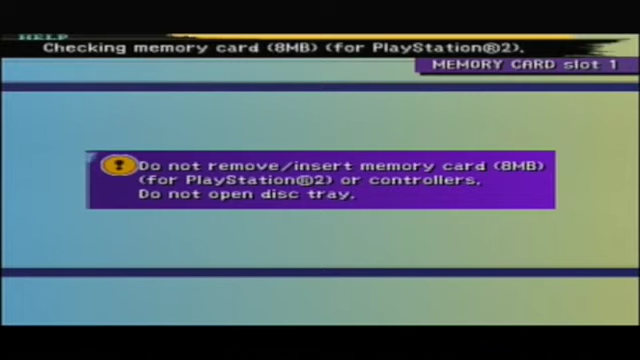 HELP
Checking memory card (8MB) (for PlayStation®2).
MEMORY CARD slot 1
Do not remove/insert memory card (8MB)
(for PlayStation®2) or controllers.
Do not open disc tray.